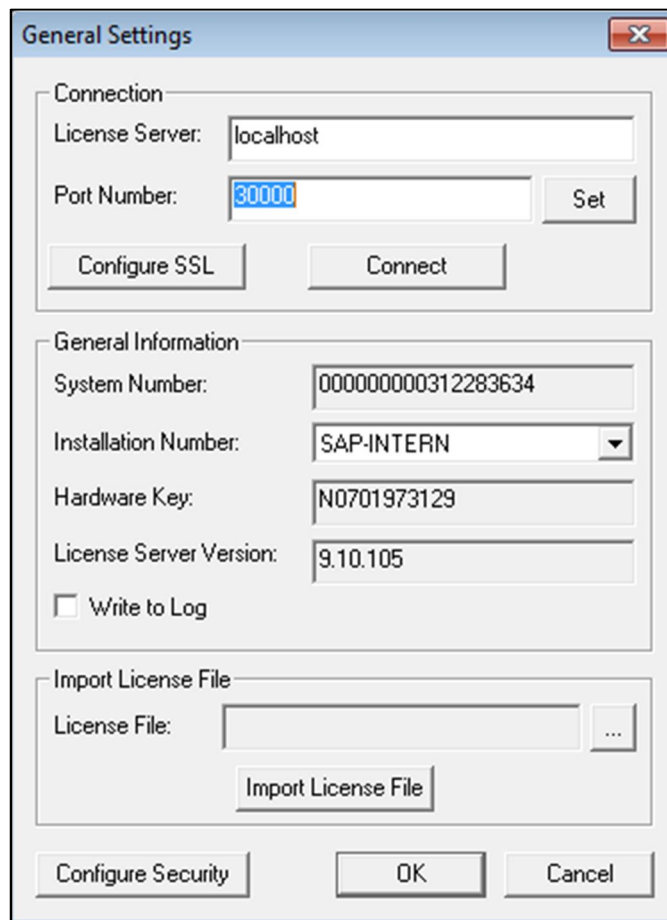 General Settings
Connection
License Server: localhost
Port Number: 30000 Set
Configure SSL Connect
General Information
System Number: 000000000312283634
Installation Number: SAP-INTERN
Hardware Key: N0701973129
License Server Version: 9.10.105
Write to Log
Import License File
License File: ...
Import License File
Configure Security OK Cancel